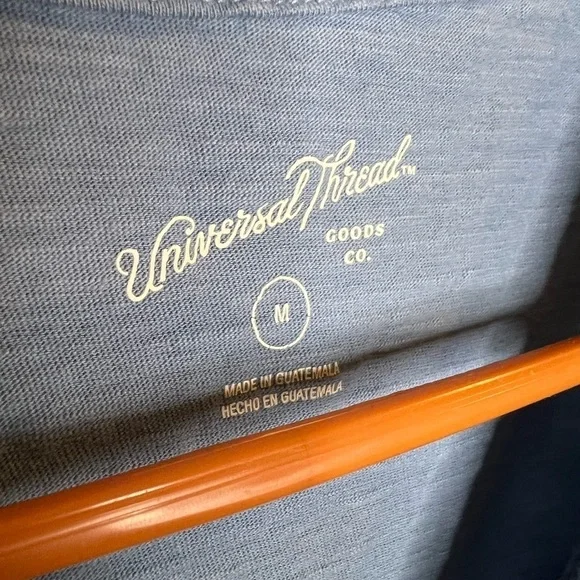 Universal Thread™
GOODS
CO.
M
MADE IN GUATEMALA
HECHO EN GUATEMALA